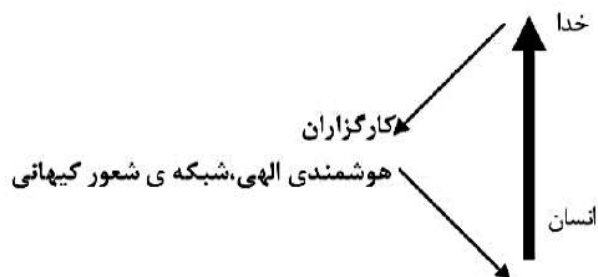 خدا
کارگزاران
هوشمندی الهی،شبکه ی شعور کیهانی
انسان